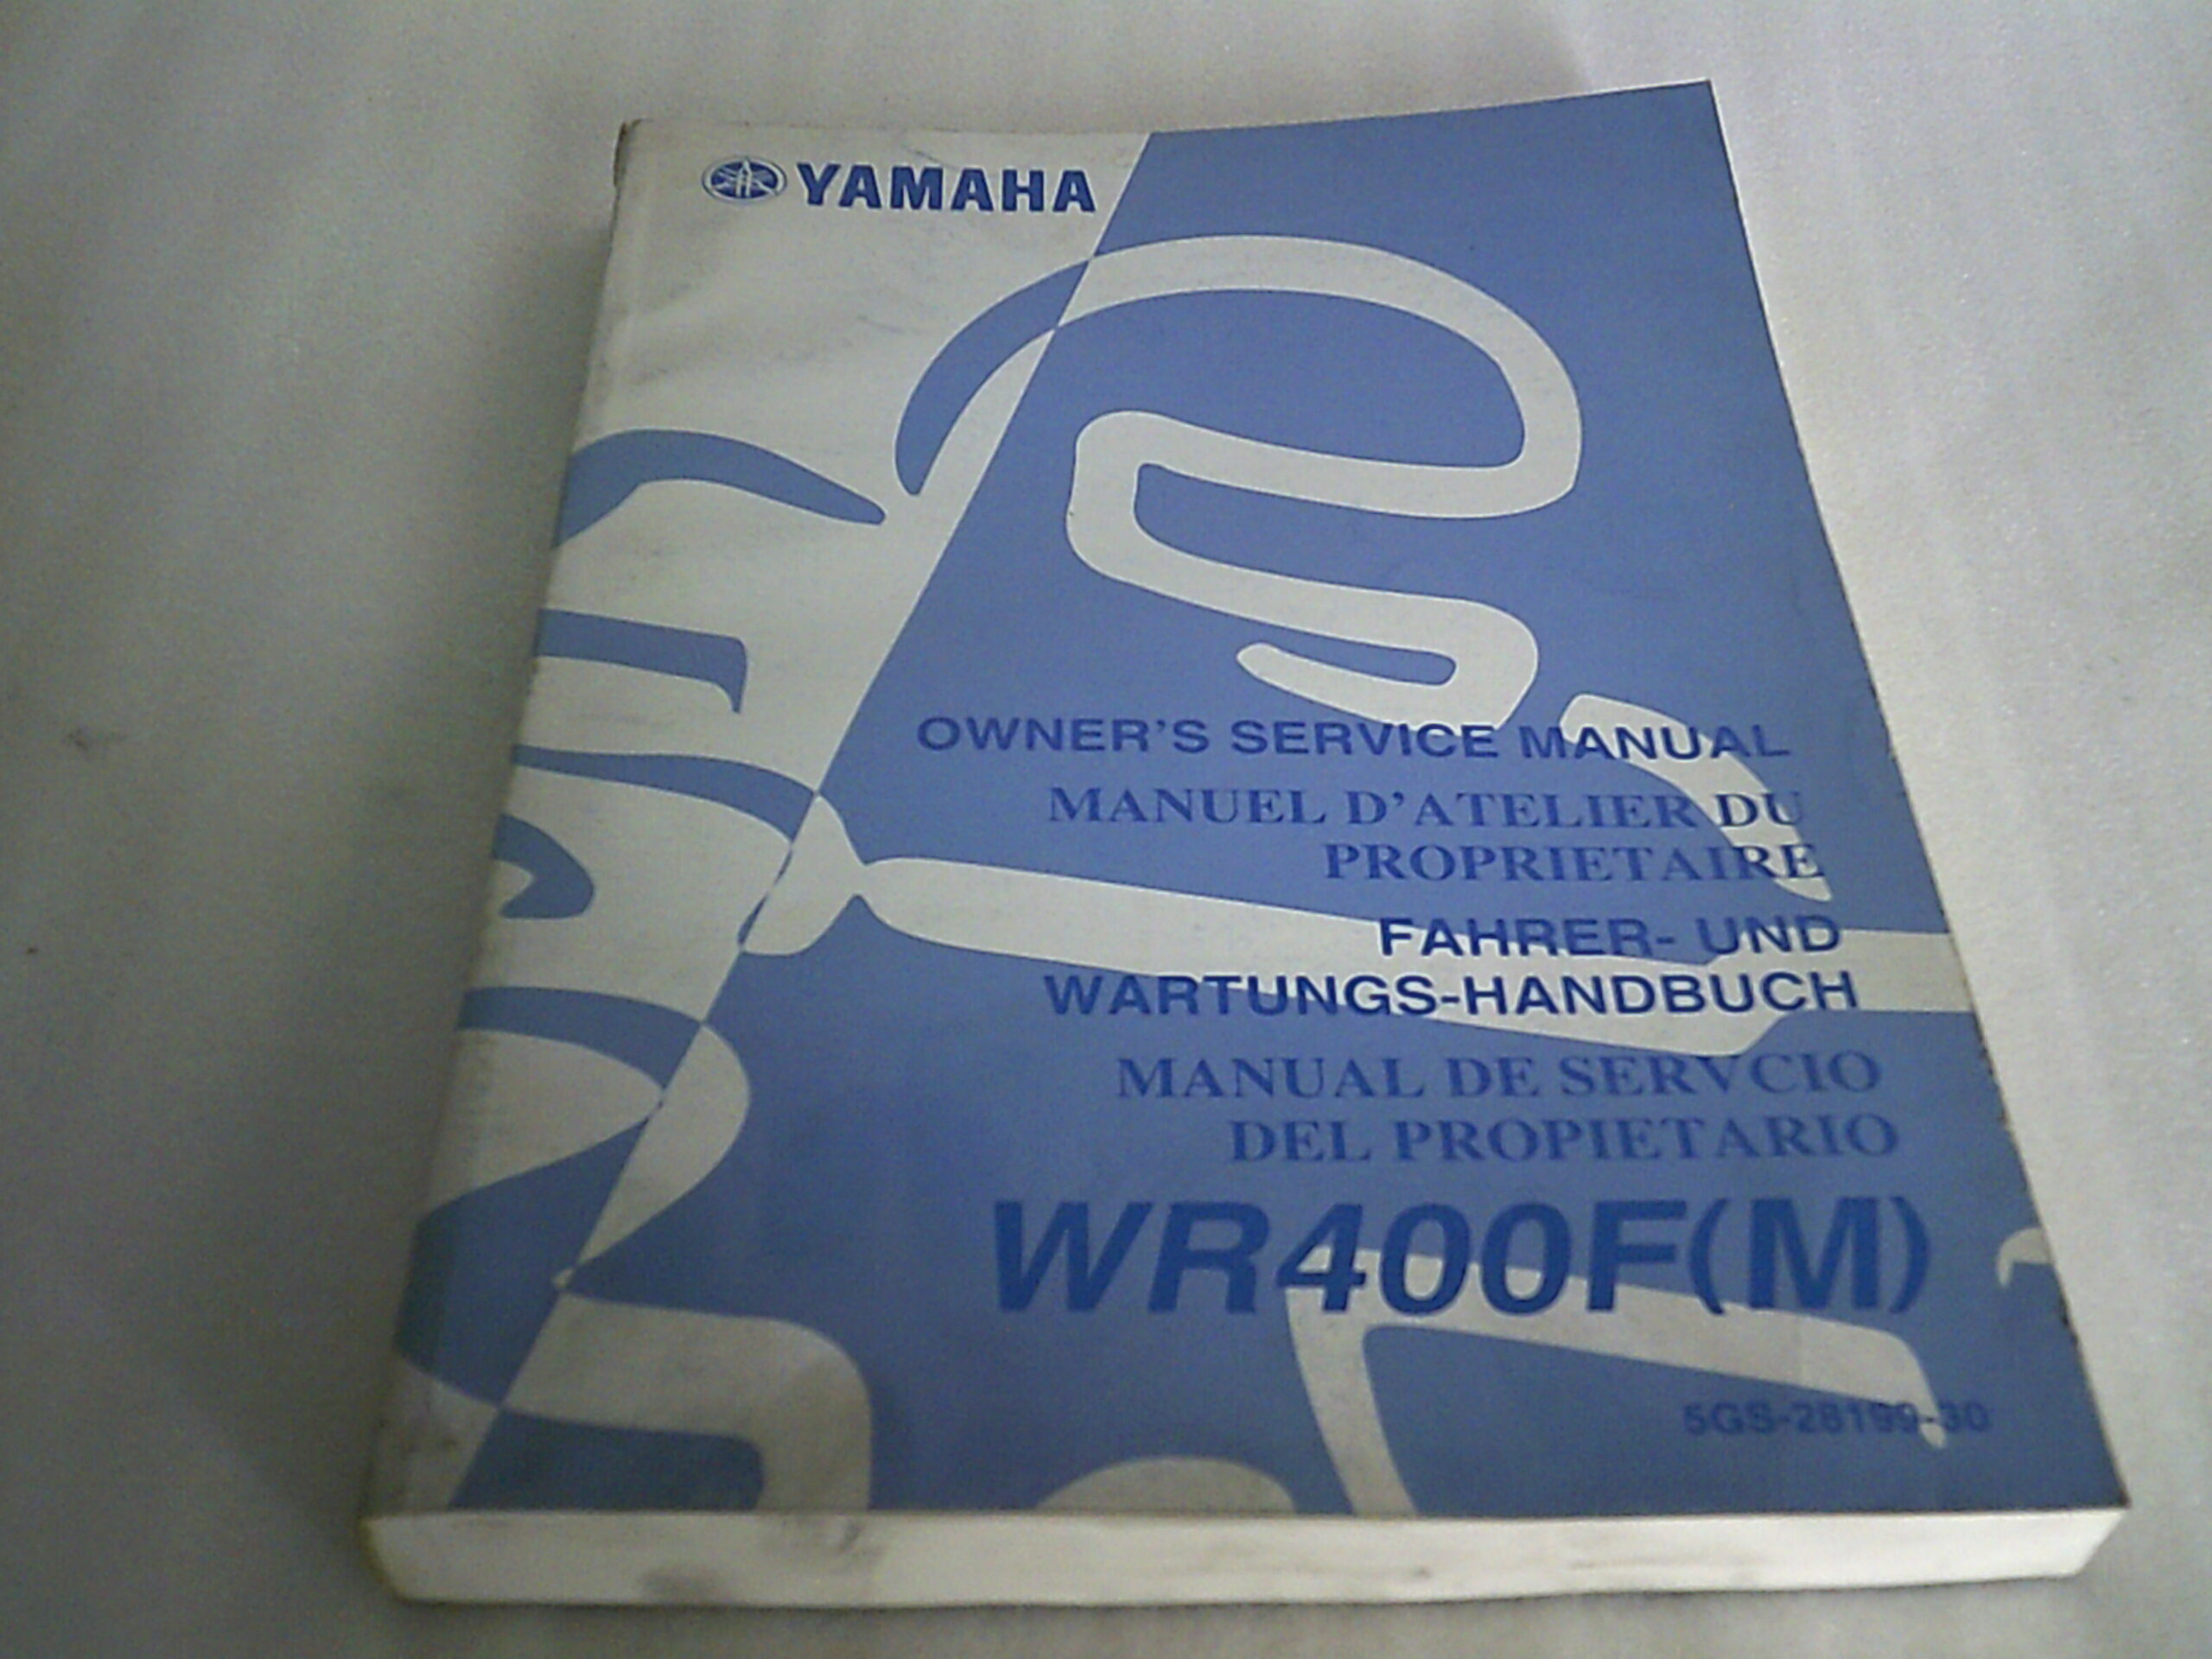 YAMAHA
OWNER'S SERVICE MANUAL
MANUEL D'ATELIER DU
PROPRIETAIRE
FAHRER- UND
WARTUNGS-HANDBUCH
MANUAL DE SERVCIO
DEL PROPIETARIO
WR400F(M)
5GS-28199-30